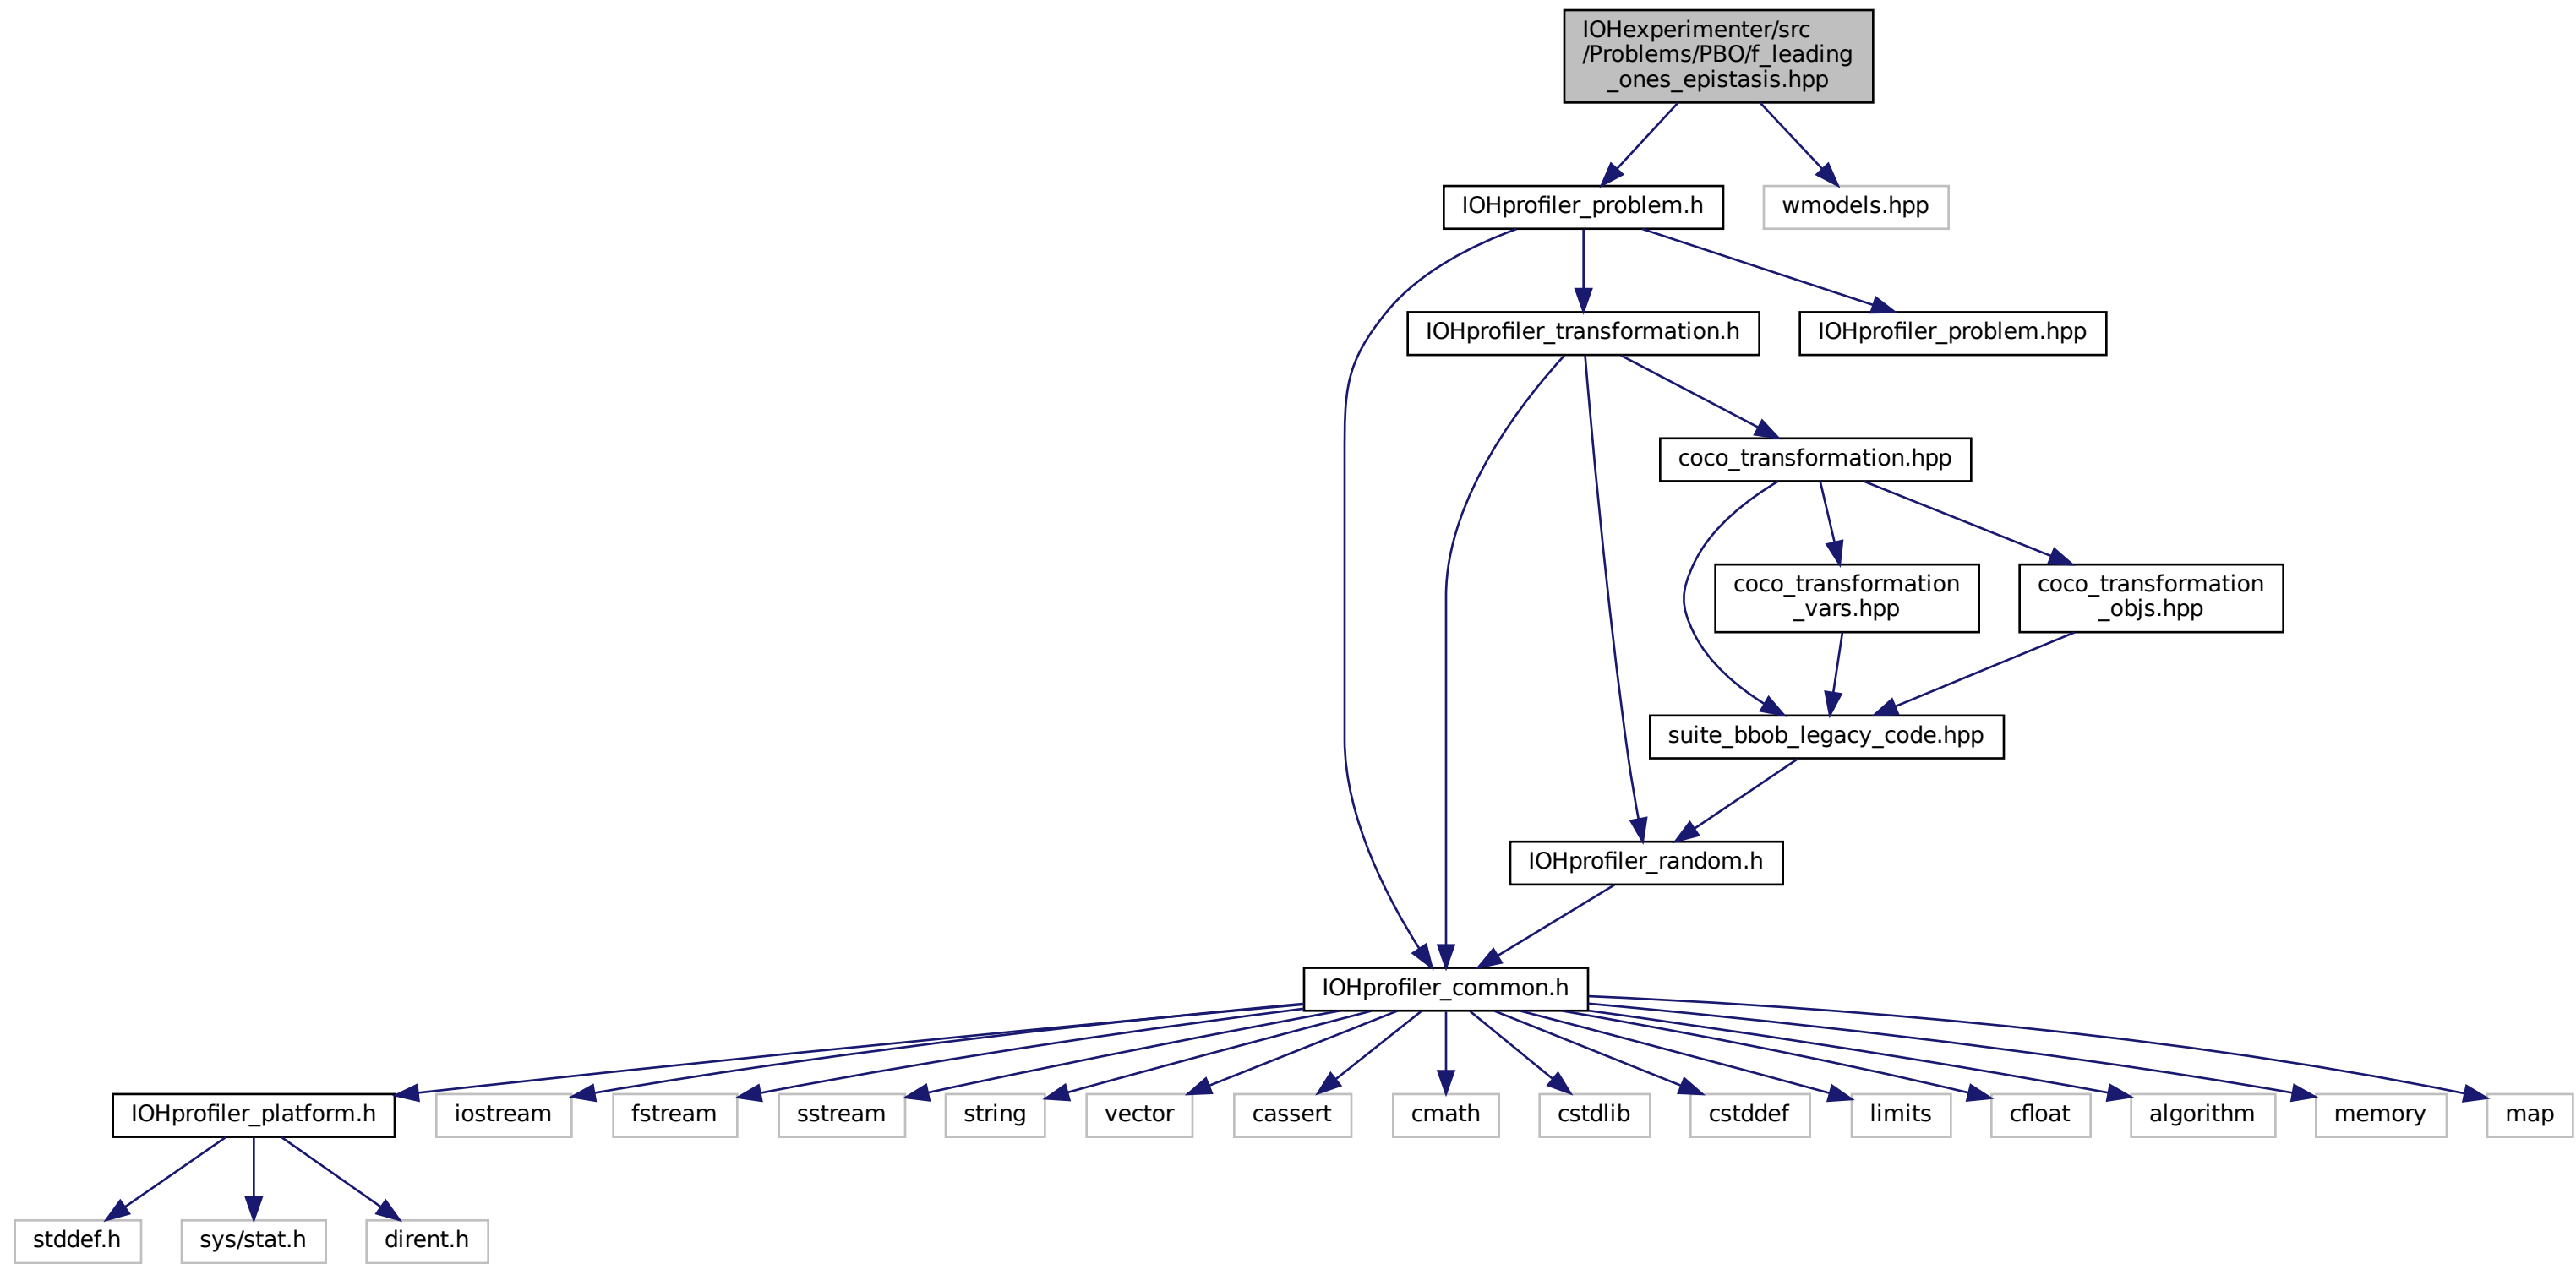 IOHexperimenter/src
/Problems/PBO/f_leading
_ones_epistasis.hpp
IOHprofiler_problem.h
wmodels.hpp
IOHprofiler_transformation.h
IOHprofiler_problem.hpp
coco_transformation.hpp
coco_transformation
_vars.hpp
coco_transformation
_objs.hpp
suite_bbob_legacy_code.hpp
IOHprofiler_random.h
IOHprofiler_common.h
IOHprofiler_platform.h
iostream
fstream
sstream
string
vector
cassert
cmath
cstdlib
cstddef
limits
cfloat
algorithm
memory
map
stddef.h
sys/stat.h
dirent.h